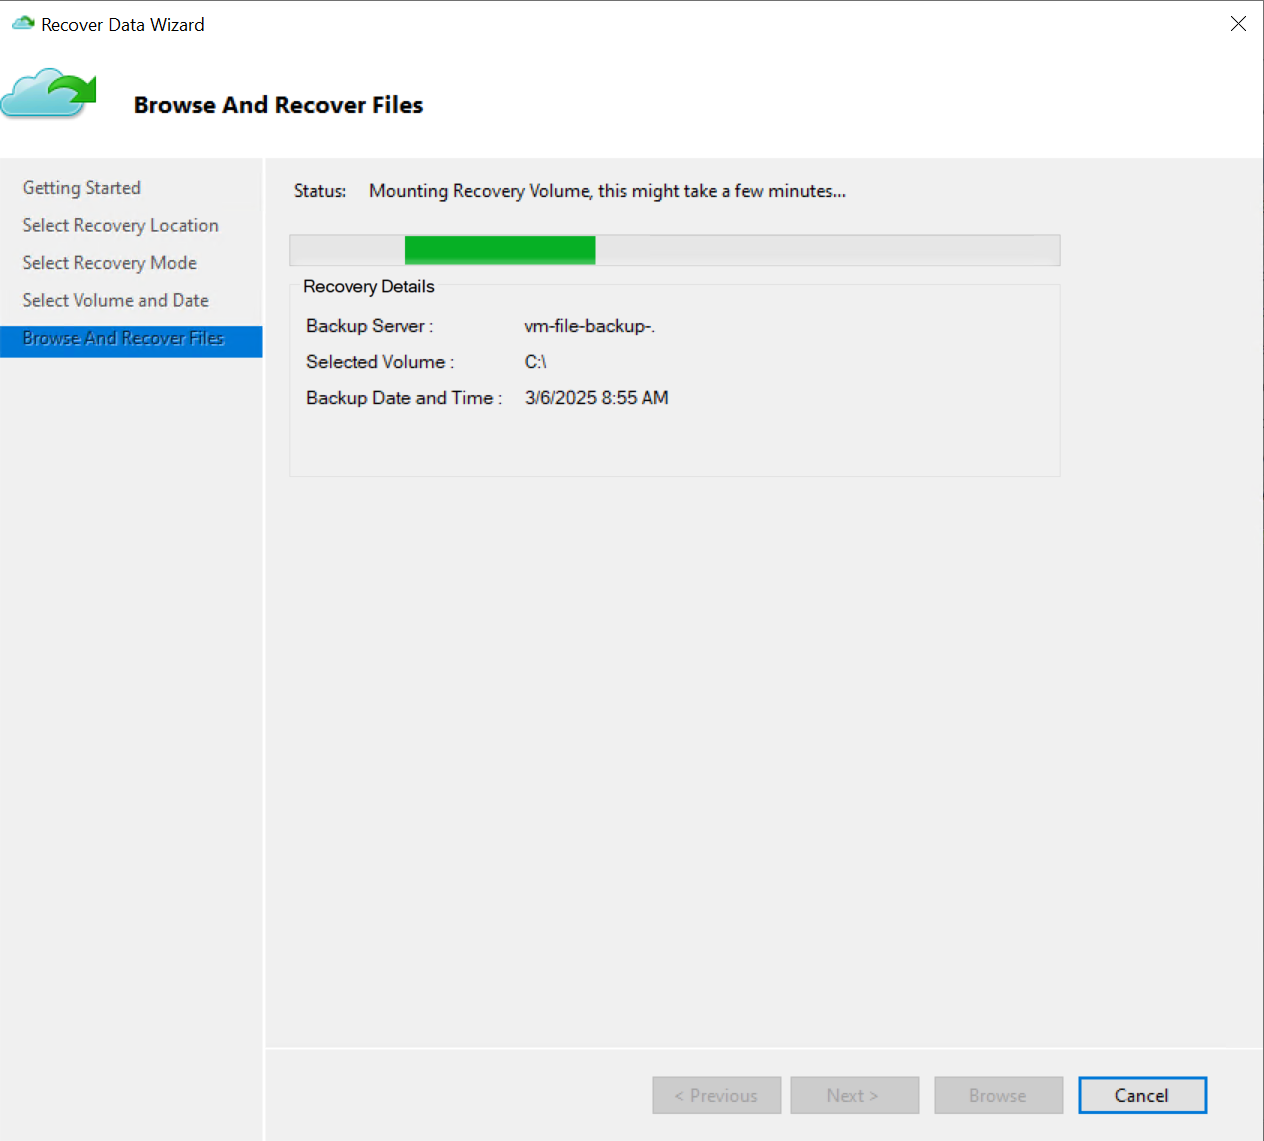 Recover Data Wizard
Browse And Recover Files
Getting Started
Select Recovery Location
Select Recovery Mode
Select Volume and Date
Browse And Recover Files
Status: Mounting Recovery Volume, this might take a few minutes...
Recovery Details
Backup Server : vm-file-backup-.
Selected Volume : C:\
Backup Date and Time : 3/6/2025 8:55 AM
< Previous Next > Browse Cancel